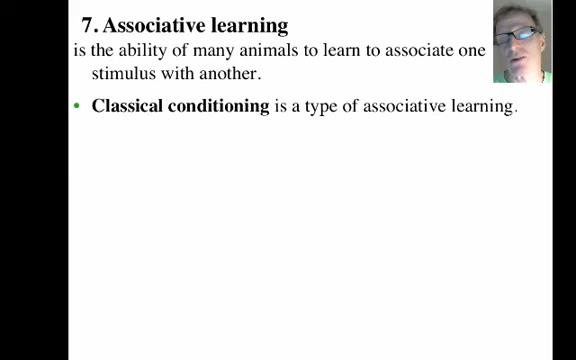 7. Associative learning
is the ability of many animals to learn to associate one
stimulus with another.
• Classical conditioning is a type of associative learning.